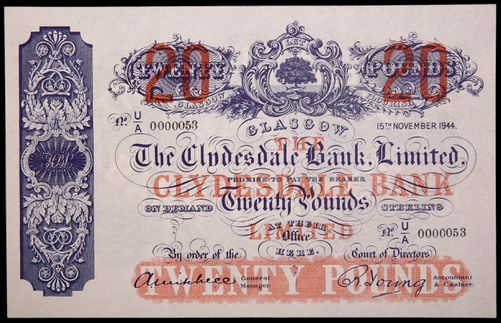 LET
20 TWENTY POUNDS 20
GLASGOW FLOURIST
U/A No 0000053
15TH NOVEMBER 1944.
GLASGOW
THE
The Clydesdale Bank, Limited,
PROMISE TO PAY THE BEARER
CLYDESDALE BANK
ON DEMAND Twenty Pounds STERLING
AT THEIR
LIMITED
Office
HERE.
U/A No 0000053
By order of the Court of Directors
General Manager.
R. Young Accountant & Cashier.
TWENTY POUNDS